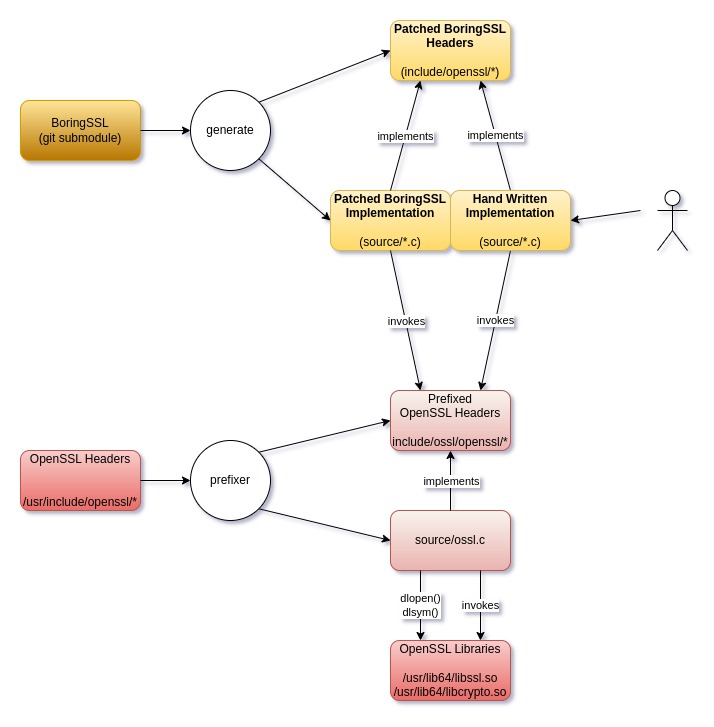 Patched BoringSSL
Headers
(include/openssl/*)
BoringSSL
(git submodule)
generate
implements
implements
Patched BoringSSL
Implementation
(source/*.c)
Hand Written
Implementation
(source/*.c)
invokes
invokes
Prefixed
OpenSSL Headers
include/ossl/openssl/*
OpenSSL Headers
/usr/include/openssl/*
prefixer
implements
source/ossl.c
dlopen()
dlsym()
invokes
OpenSSL Libraries
/usr/lib64/libssl.so
/usr/lib64/libcrypto.so